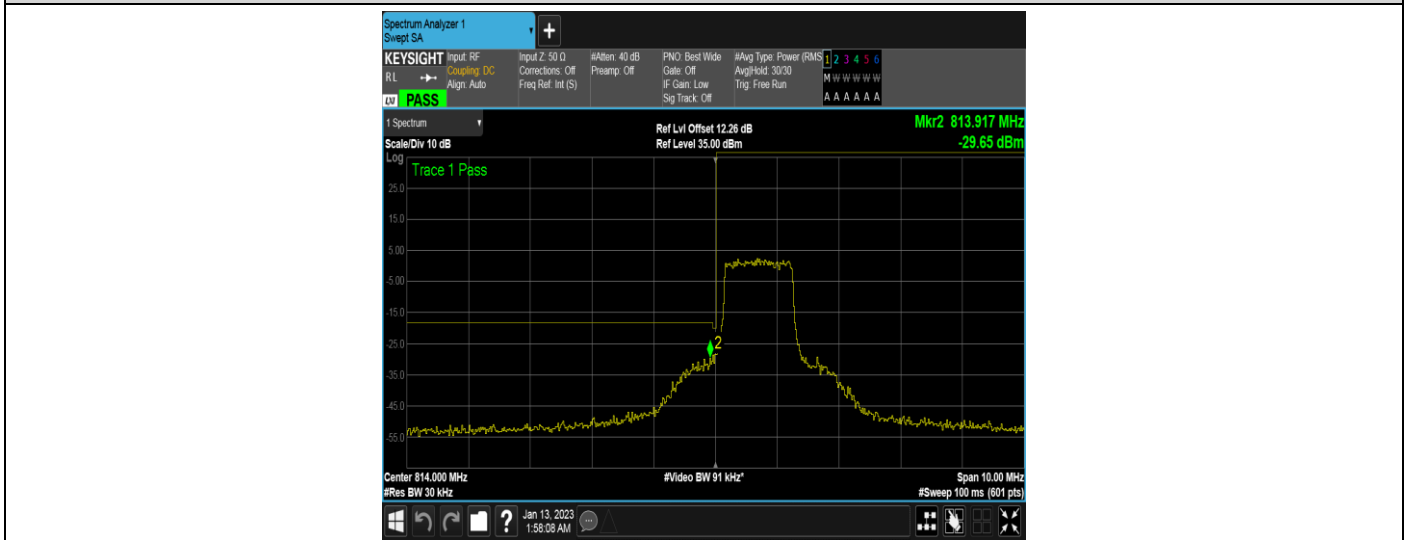 Spectrum Analyzer 1
Swept SA
+
KEYSIGHT
RL
LXI PASS
Input: RF
Coupling: DC
Align: Auto
Input Z: 50 Ω
Corrections: Off
Freq Ref: Int (S)
#Atten: 40 dB
Preamp: Off
PNO: Best Wide
Gate: Off
IF Gain: Low
Sig Track: Off
#Avg Type: Power (RMS
Avg|Hold: 30/30
Trig: Free Run
1 2 3 4 5 6
M W W W W W
A A A A A A
1 Spectrum
Scale/Div 10 dB
Ref Lvl Offset 12.26 dB
Ref Level 35.00 dBm
Mkr2 813.917 MHz
-29.65 dBm
Log
Trace 1 Pass
25.0
15.0
5.00
-5.00
-15.0
-25.0
-35.0
-45.0
-55.0
2
Center 814.000 MHz
#Res BW 30 kHz
#Video BW 91 kHz*
Span 10.00 MHz
#Sweep 100 ms (601 pts)
?
Jan 13, 2023
1:58:08 AM